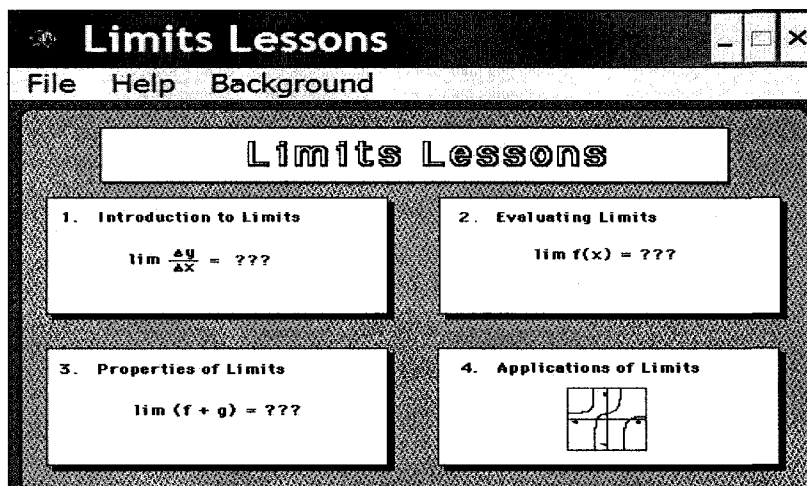 Limits Lessons
File Help Background
Limits Lessons
1. Introduction to Limits
lim Δy/Δx = ???
2. Evaluating Limits
lim f(x) = ???
3. Properties of Limits
lim (f + g) = ???
4. Applications of Limits